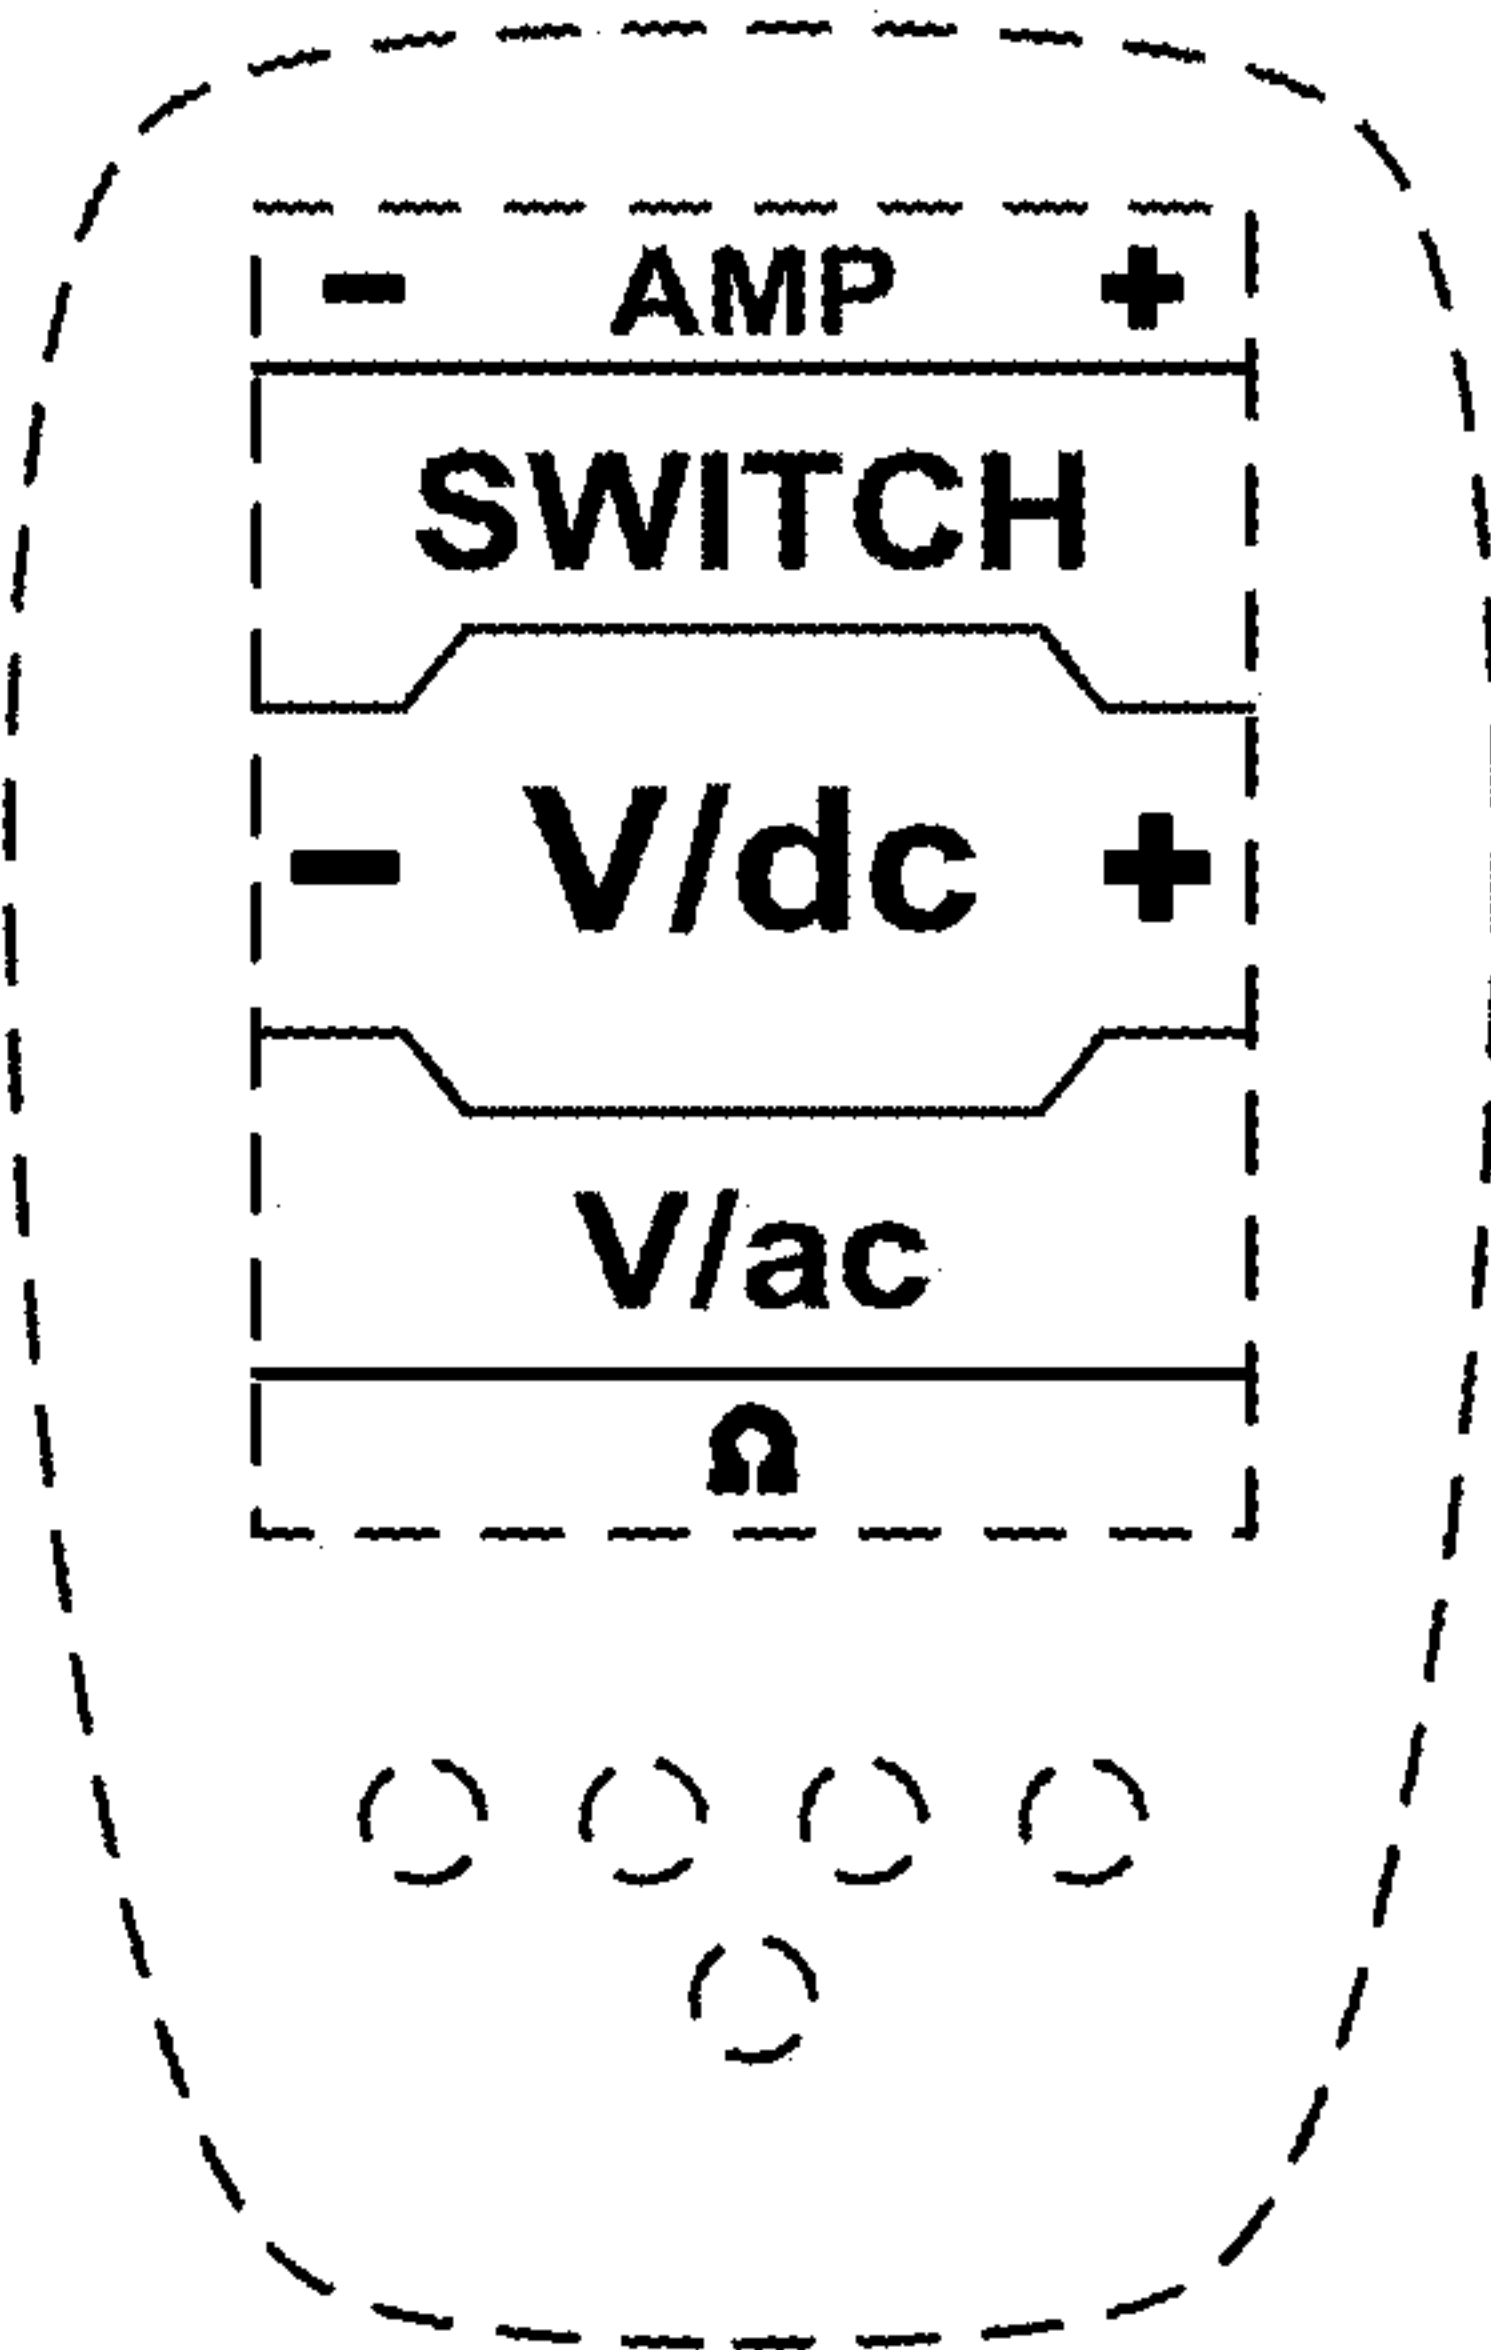 - AMP +
SWITCH
- V/dc +
V/ac
Ω